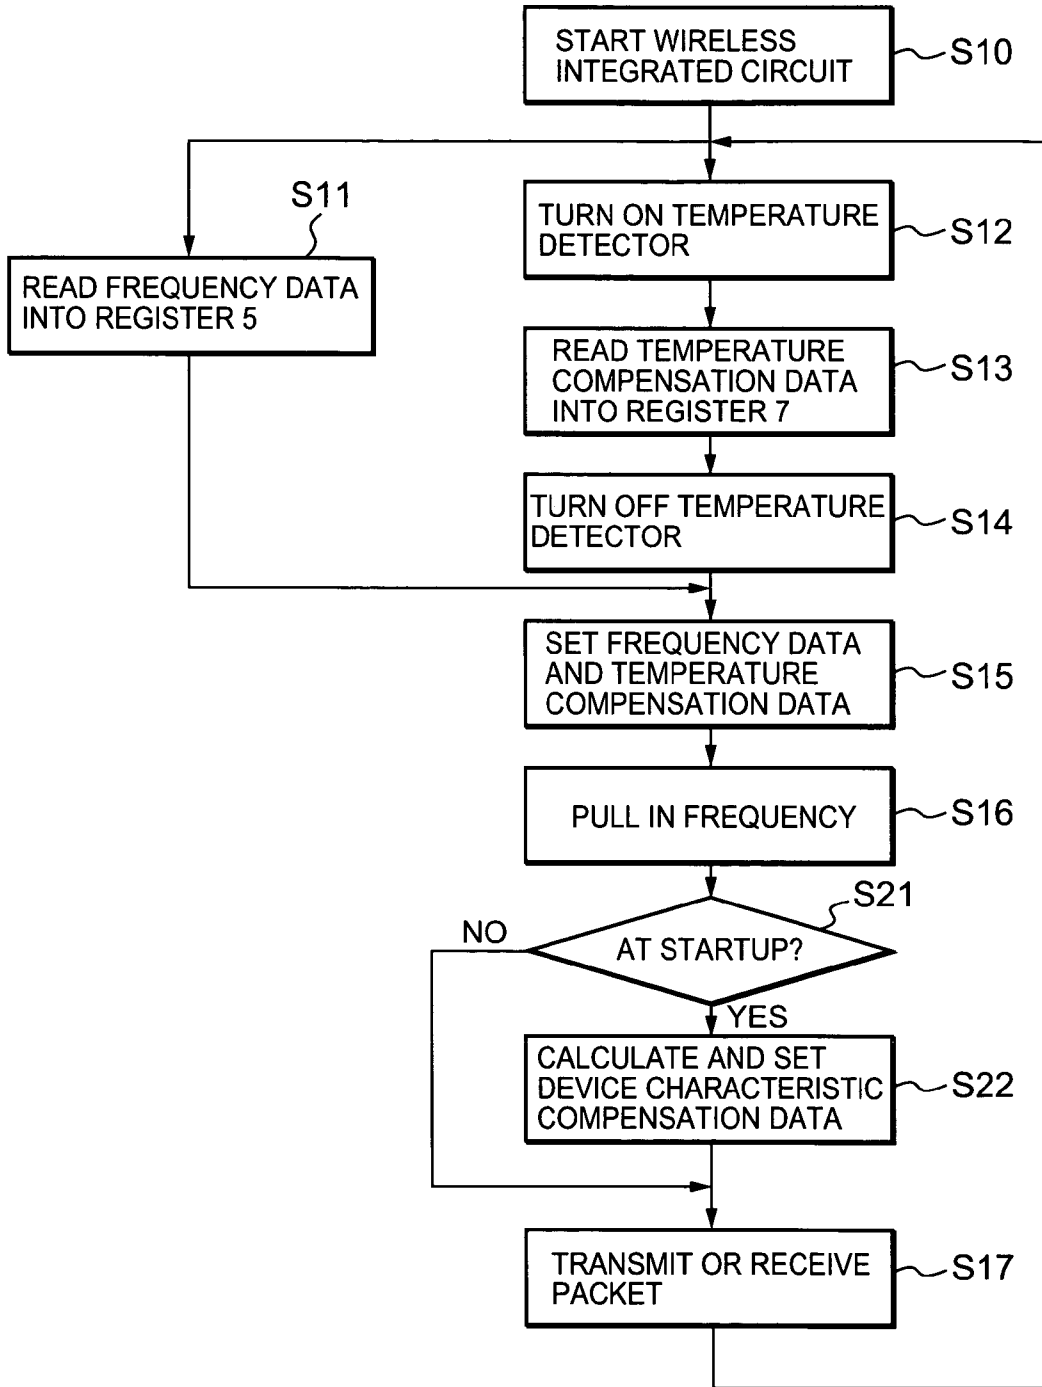 START WIRELESS
INTEGRATED CIRCUIT
S10
S11
READ FREQUENCY DATA
INTO REGISTER 5
TURN ON TEMPERATURE
DETECTOR
S12
READ TEMPERATURE
COMPENSATION DATA
INTO REGISTER 7
S13
TURN OFF TEMPERATURE
DETECTOR
S14
SET FREQUENCY DATA
AND TEMPERATURE
COMPENSATION DATA
S15
PULL IN FREQUENCY
S16
S21
NO
AT STARTUP?
YES
CALCULATE AND SET
DEVICE CHARACTERISTIC
COMPENSATION DATA
S22
TRANSMIT OR RECEIVE
PACKET
S17